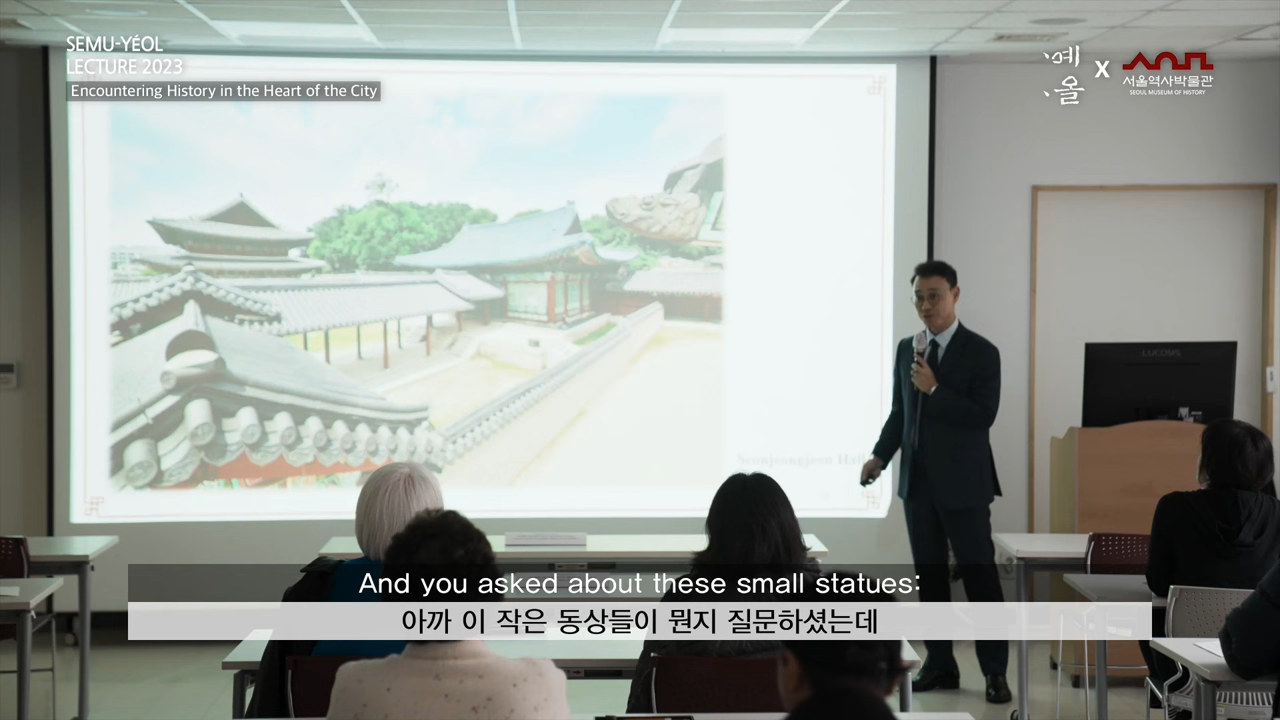 SEMU-YÉOL
LECTURE 2023
Encountering History in the Heart of the City
예올
X
서울역사박물관
SEOUL MUSEUM OF HISTORY
LUCOMS
And you asked about these small statues:
아까 이 작은 동상들이 뭔지 질문하셨는데